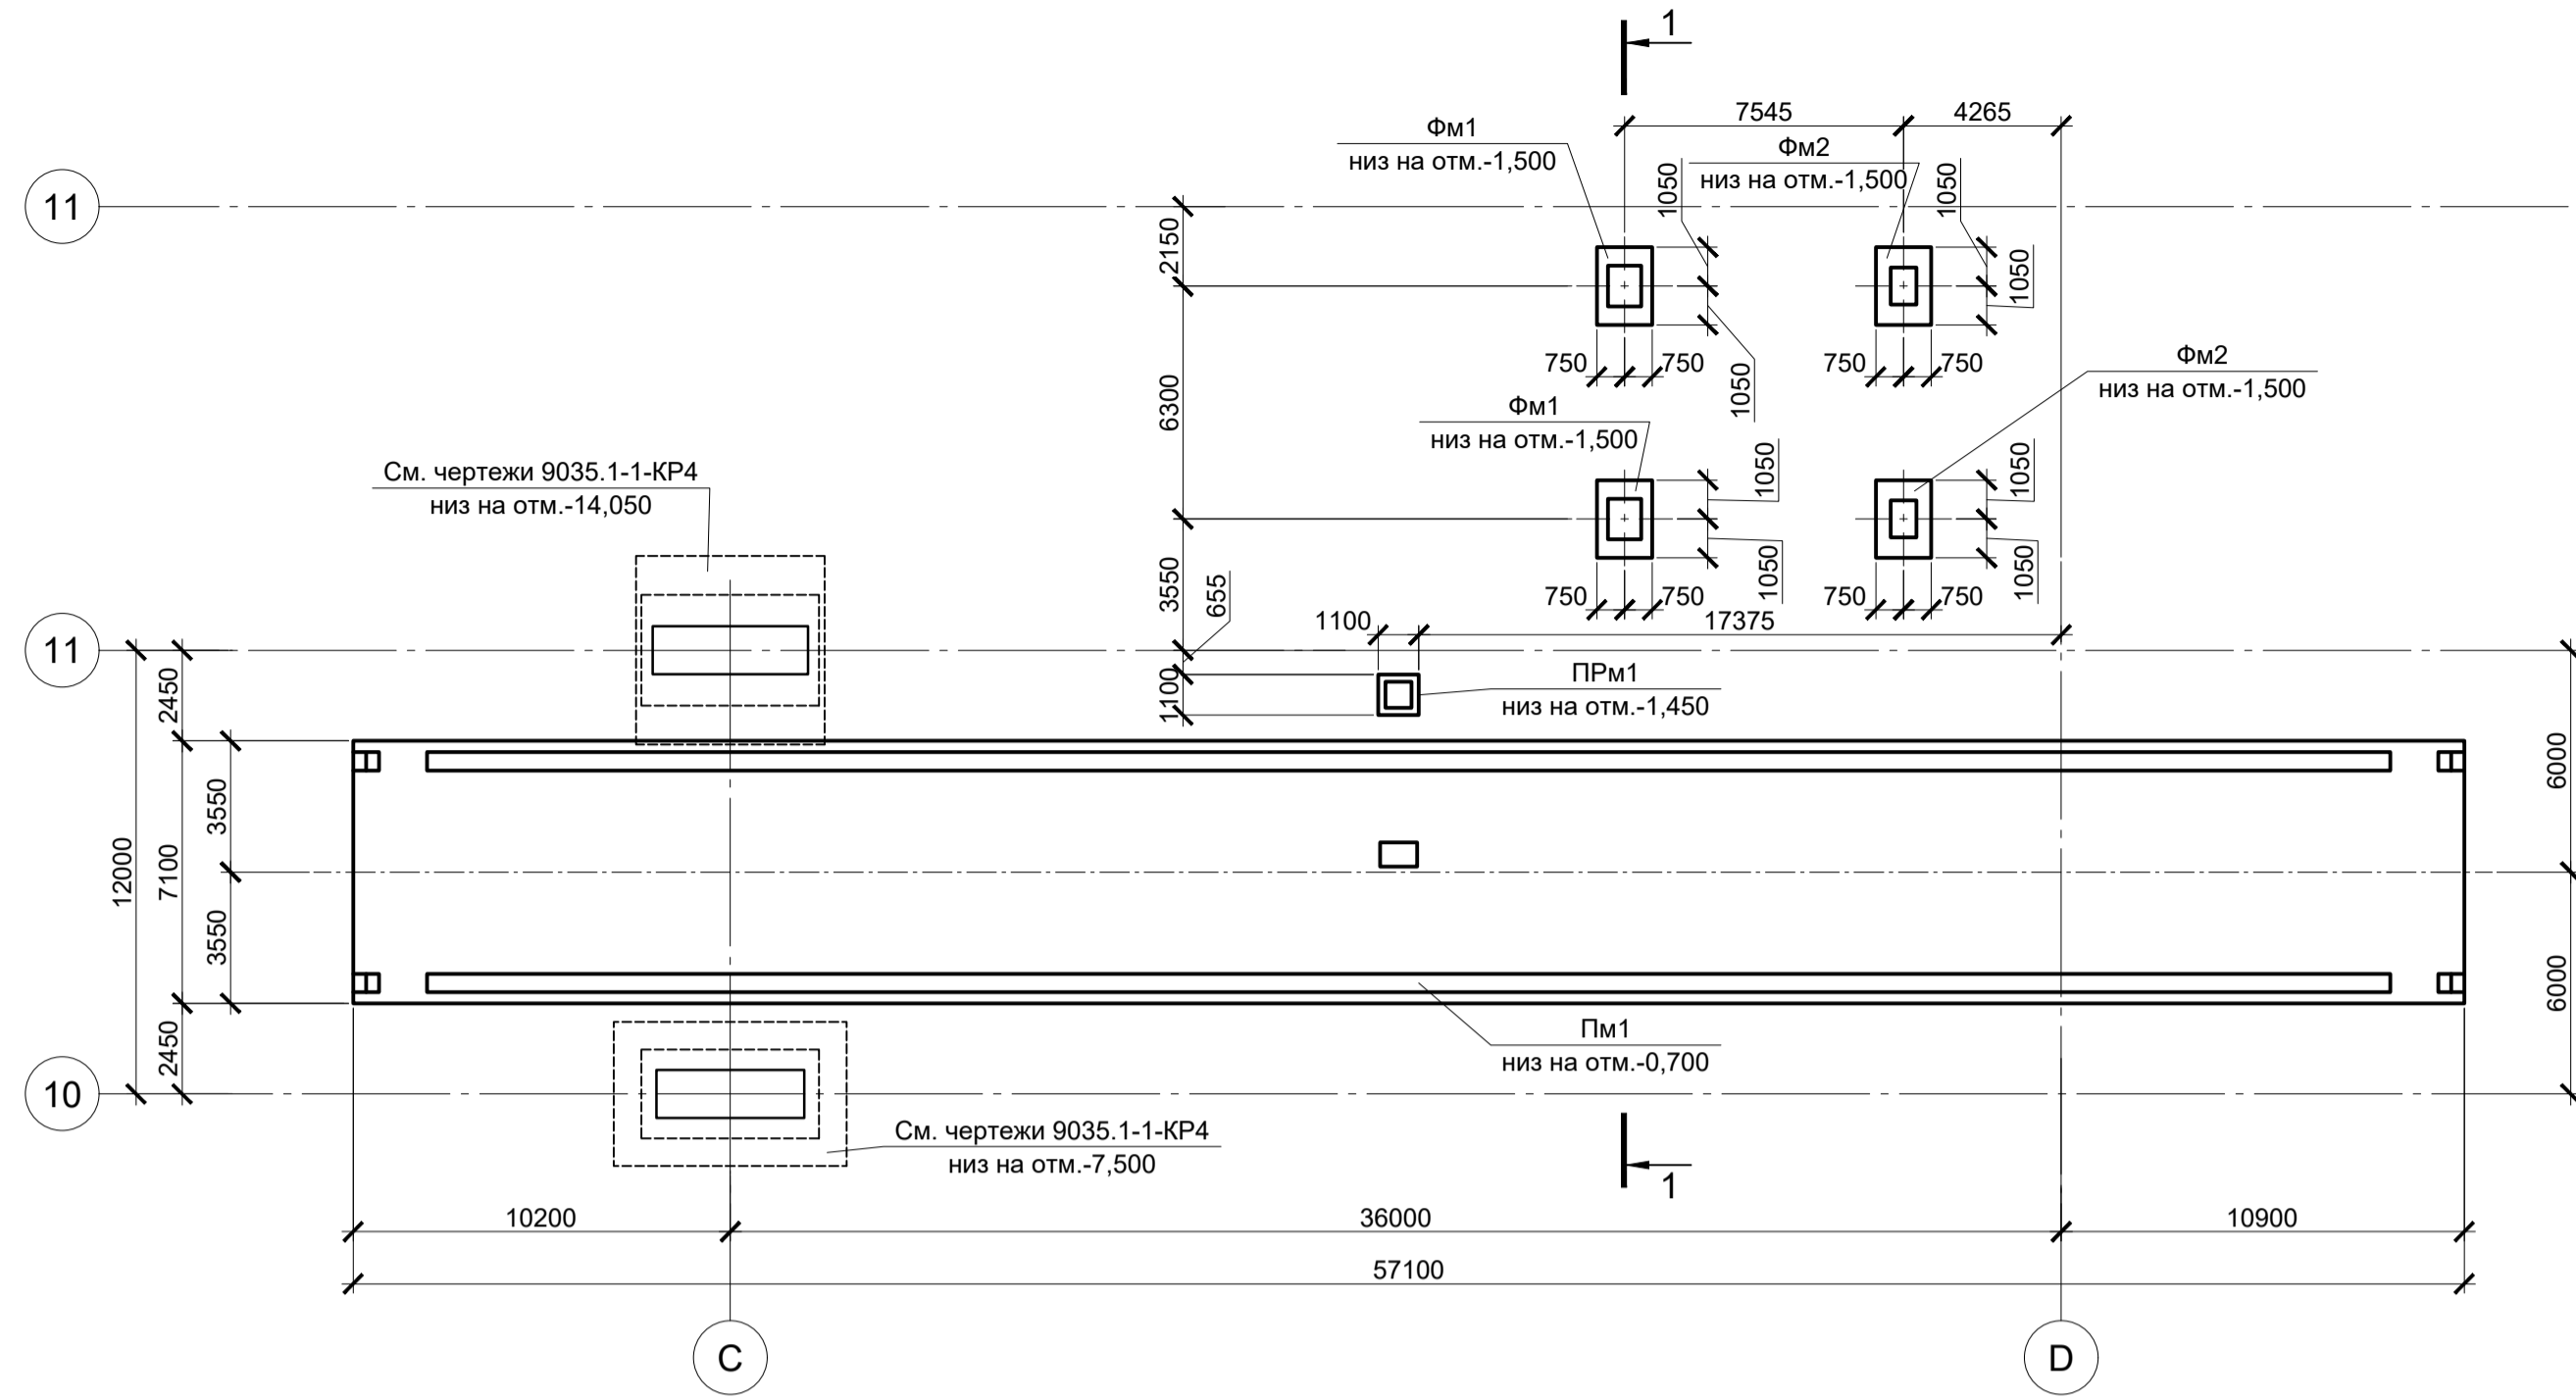 1
7545
4265
Фм1
низ на отм.-1,500
Фм2
низ на отм.-1,500
1050
1050
11
2150
1050
750
750
750
750
1050
Фм2
низ на отм.-1,500
6300
Фм1
низ на отм.-1,500
1050
1050
См. чертежи 9035.1-1-КР4
низ на отм.-14,050
1050
1050
3550
655
750
750
750
750
1100
17375
11
2450
1100
ПРм1
низ на отм.-1,450
6000
3550
12000
7100
3550
6000
2450
Пм1
низ на отм.-0,700
10
См. чертежи 9035.1-1-КР4
низ на отм.-7,500
1
10200
36000
10900
57100
C
D